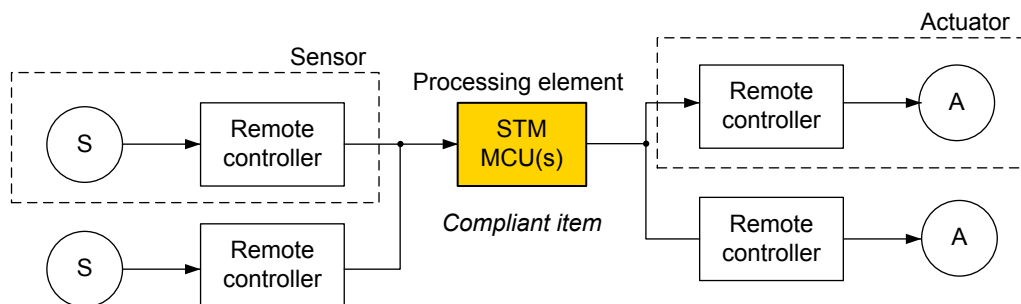 Sensor
Actuator
Processing element
S
Remote
controller
STM
MCU(s)
Remote
controller
A
Compliant item
S
Remote
controller
Remote
controller
A